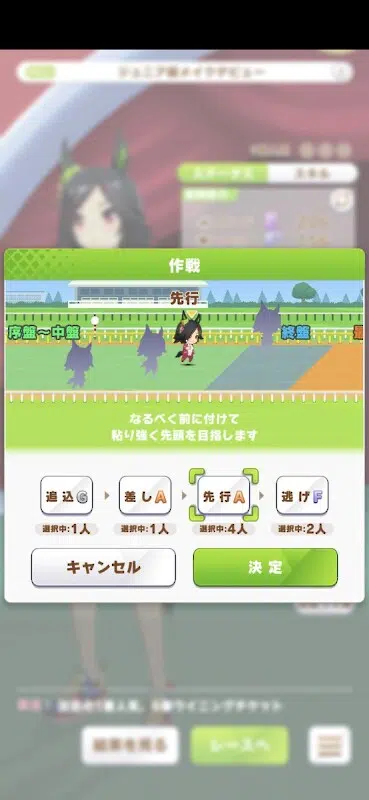 ジュニア級メイクデビュー
ステータス
スキル
作戦
先行
序盤～中盤
終盤
なるべく前に付けて
粘り強く先頭を目指します
追込G
差しA
先行A
逃げF
選択中:1人
選択中:1人
選択中:4人
選択中:2人
キャンセル
決定
結果を見る
レースへ